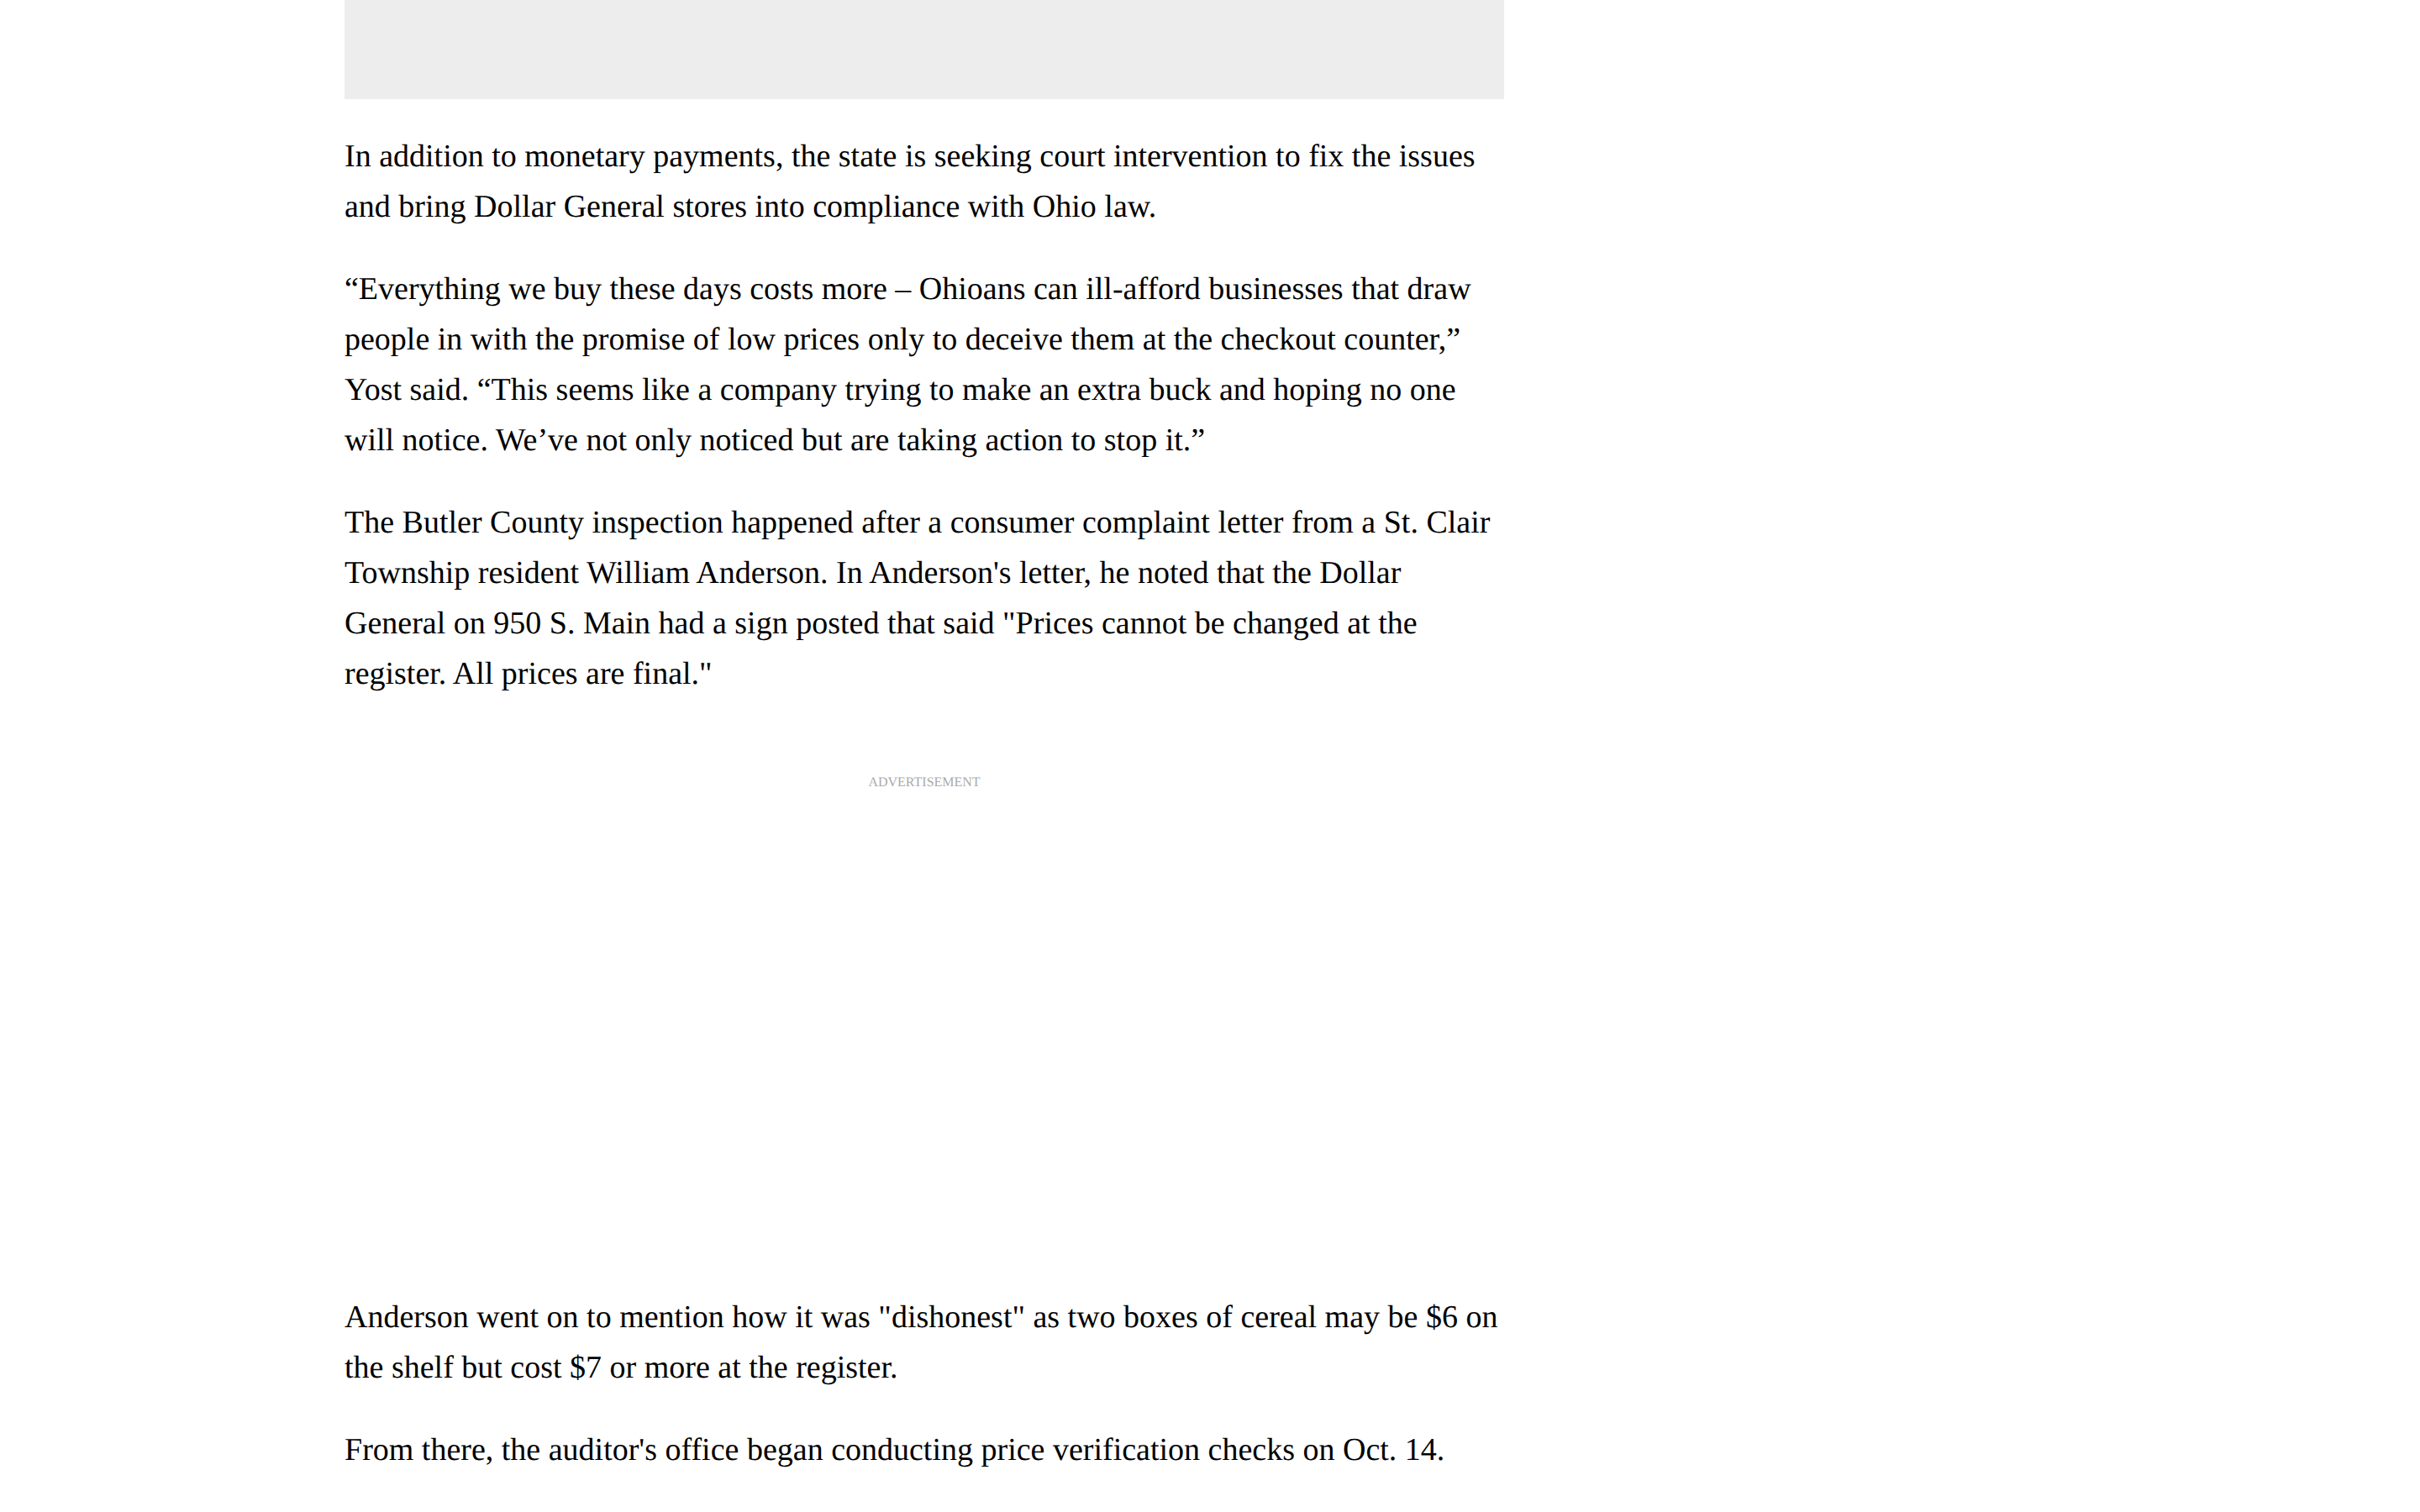 In addition to monetary payments, the state is seeking court intervention to fix the issues
and bring Dollar General stores into compliance with Ohio law.
“Everything we buy these days costs more – Ohioans can ill-afford businesses that draw
people in with the promise of low prices only to deceive them at the checkout counter,”
Yost said. “This seems like a company trying to make an extra buck and hoping no one
will notice. We’ve not only noticed but are taking action to stop it.”
The Butler County inspection happened after a consumer complaint letter from a St. Clair
Township resident William Anderson. In Anderson's letter, he noted that the Dollar
General on 950 S. Main had a sign posted that said "Prices cannot be changed at the
register. All prices are final."
ADVERTISEMENT
Anderson went on to mention how it was "dishonest" as two boxes of cereal may be $6 on
the shelf but cost $7 or more at the register.
From there, the auditor's office began conducting price verification checks on Oct. 14.